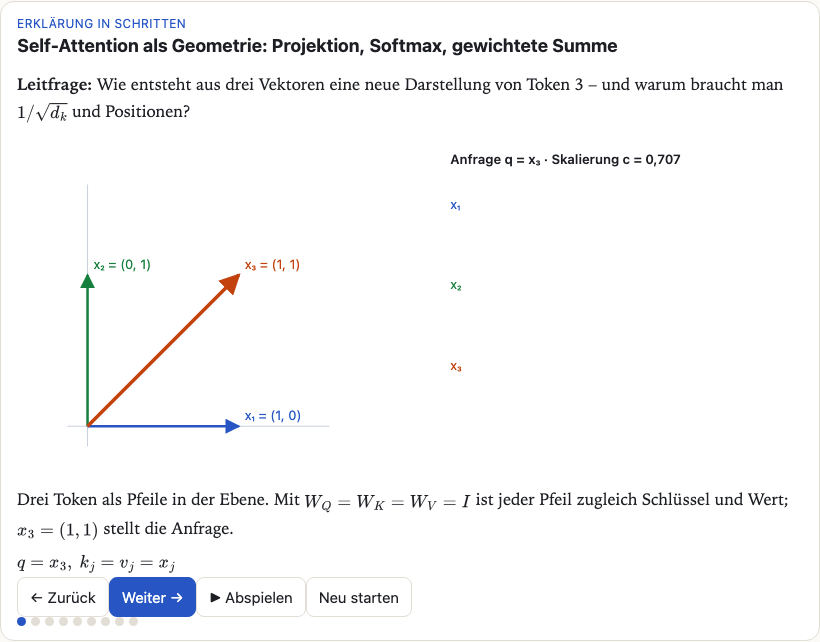 ERKLÄRUNG IN SCHRITTEN
Self-Attention als Geometrie: Projektion, Softmax, gewichtete Summe
Leitfrage: Wie entsteht aus drei Vektoren eine neue Darstellung von Token 3 – und warum braucht man
1/√dₖ und Positionen?
Anfrage q = x₃ · Skalierung c = 0,707
x₁
x₂ = (0, 1)
x₃ = (1, 1)
x₂
x₃
x₁ = (1, 0)
Drei Token als Pfeile in der Ebene. Mit W_Q = W_K = W_V = I ist jeder Pfeil zugleich Schlüssel und Wert;
x₃ = (1, 1) stellt die Anfrage.
q = x₃, kⱼ = vⱼ = xⱼ
← Zurück Weiter → ▶ Abspielen Neu starten